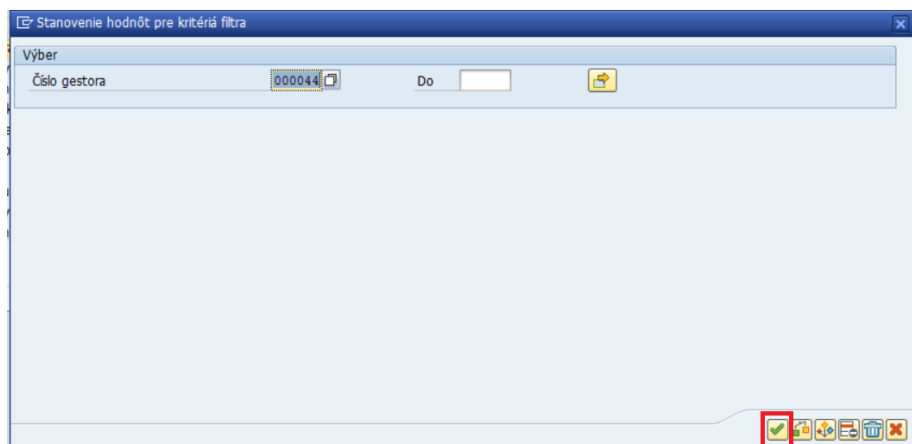 Stanovenie hodnôt pre kritériá filtra
Výber
Číslo gestora 000044 Do